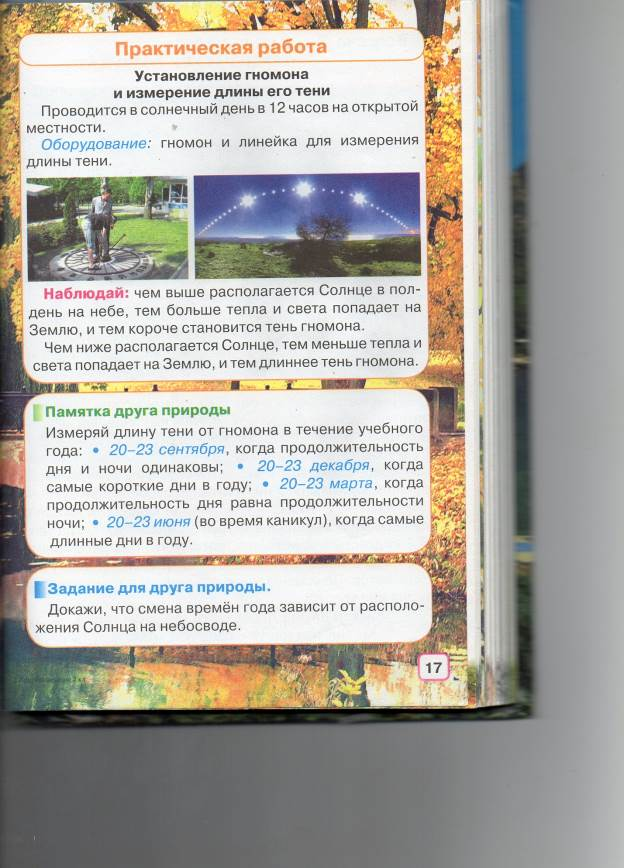 Практическая работа
Установление гномона
и измерение длины его тени
Проводится в солнечный день в 12 часов на открытой
местности.
Оборудование: гномон и линейка для измерения
длины тени.
Наблюдай: чем выше располагается Солнце в пол-
день на небе, тем больше тепла и света попадает на
Землю, и тем короче становится тень гномона.
Чем ниже располагается Солнце, тем меньше тепла и
света попадает на Землю, и тем длиннее тень гномона.
Памятка друга природы
Измеряй длину тени от гномона в течение учебного
года: • 20–23 сентября, когда продолжительность
дня и ночи одинаковы; • 20–23 декабря, когда
самые короткие дни в году; • 20–23 марта, когда
продолжительность дня равна продолжительности
ночи; • 20–23 июня (во время каникул), когда самые
длинные дни в году.
Задание для друга природы.
Докажи, что смена времён года зависит от располо-
жения Солнца на небосводе.
17